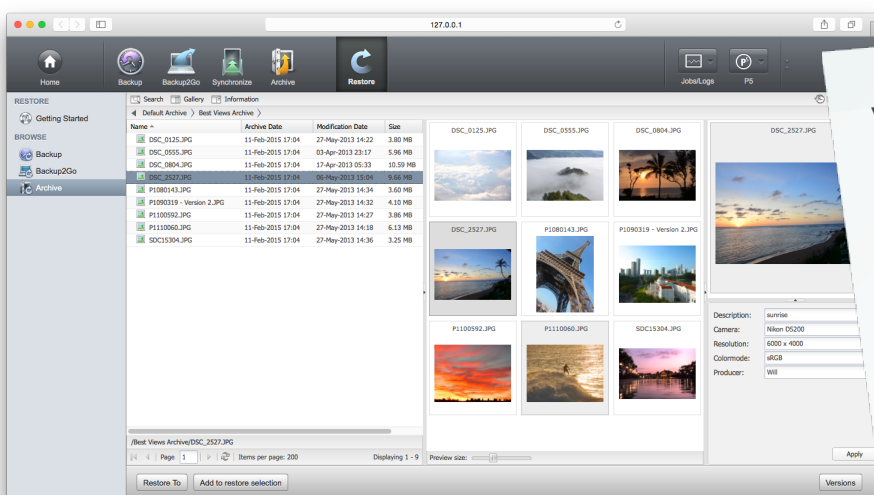 127.0.0.1
Home
Backup
Backup2Go
Synchronize
Archive
Restore
Jobs/Logs
P5
RESTORE
Getting Started
BROWSE
Backup
Backup2Go
Archive
Search Gallery Information
Default Archive Best Views Archive
Name Archive Date Modification Date Size
DSC_0125.JPG 11-Feb-2015 17:04 27-May-2013 14:22 3.80 MB
DSC_0555.JPG 11-Feb-2015 17:04 03-Apr-2013 23:17 5.96 MB
DSC_0804.JPG 11-Feb-2015 17:04 17-Apr-2013 05:33 10.59 MB
DSC_2527.JPG 11-Feb-2015 17:04 06-May-2013 15:04 9.66 MB
P1080143.JPG 11-Feb-2015 17:04 27-May-2013 14:34 3.60 MB
P1090319 - Version 2.JPG 11-Feb-2015 17:04 27-May-2013 14:32 4.10 MB
P1100592.JPG 11-Feb-2015 17:04 27-May-2013 14:27 3.86 MB
P1110060.JPG 11-Feb-2015 17:04 27-May-2013 14:18 6.13 MB
SDC15304.JPG 11-Feb-2015 17:04 27-May-2013 14:36 3.25 MB
/Best Views Archive/DSC_2527.JPG
Page 1 Items per page: 200 Displaying 1 - 9
DSC_0125.JPG DSC_0555.JPG DSC_0804.JPG
DSC_2527.JPG P1080143.JPG P1090319 - Version 2.JPG
P1100592.JPG P1110060.JPG SDC15304.JPG
Preview size:
DSC_2527.JPG
Description: sunrise
Camera: Nikon D5200
Resolution: 6000 x 4000
Colormode: sRGB
Producer: Will
Apply
Restore To Add to restore selection Versions